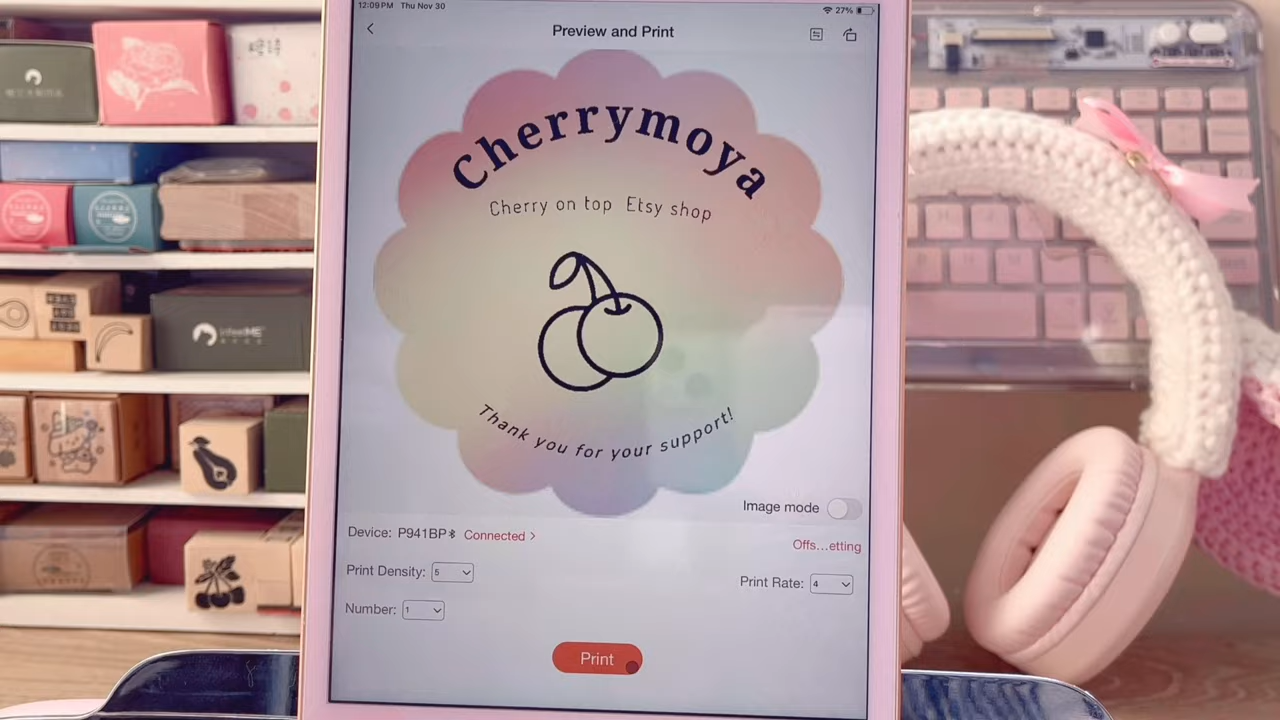 12:09 PM Thu Nov 30
27%
Preview and Print
Cherrymoya
Cherry on top Etsy shop
Thank you for your support!
Image mode
Device: P941BP Connected >
Offs...etting
Print Density: 5
Print Rate: 4
Number: 1
Print